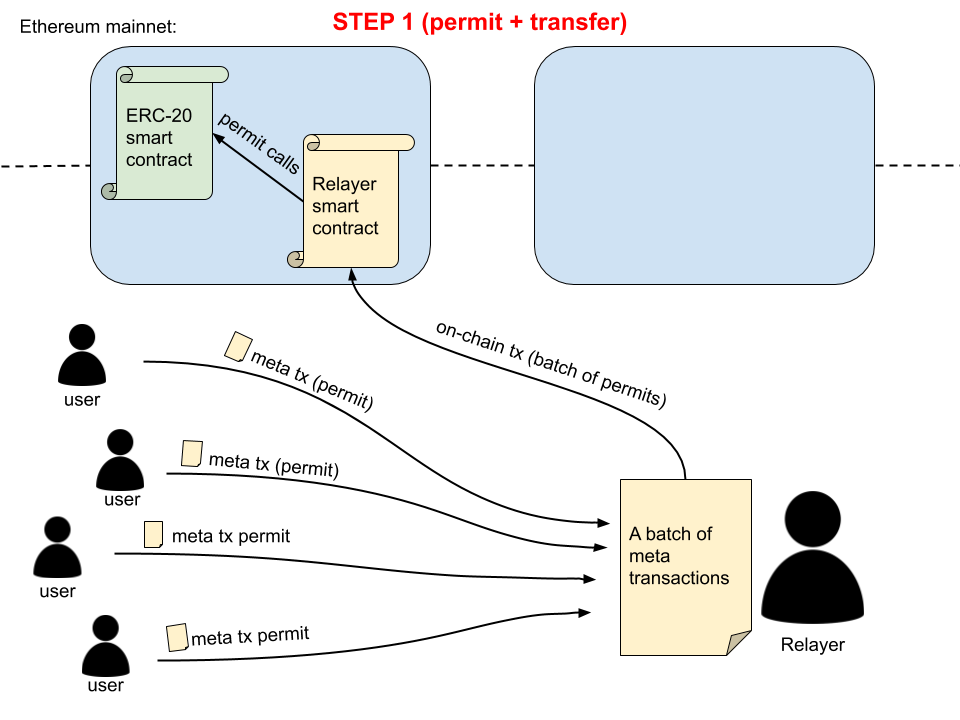 STEP 1 (permit + transfer)
Ethereum mainnet:
ERC-20
smart
contract
permit calls
Relayer
smart
contract
on-chain tx (batch of permits)
meta tx (permit)
user
meta tx (permit)
user
meta tx permit
user
meta tx permit
user
A batch of
meta
transactions
Relayer